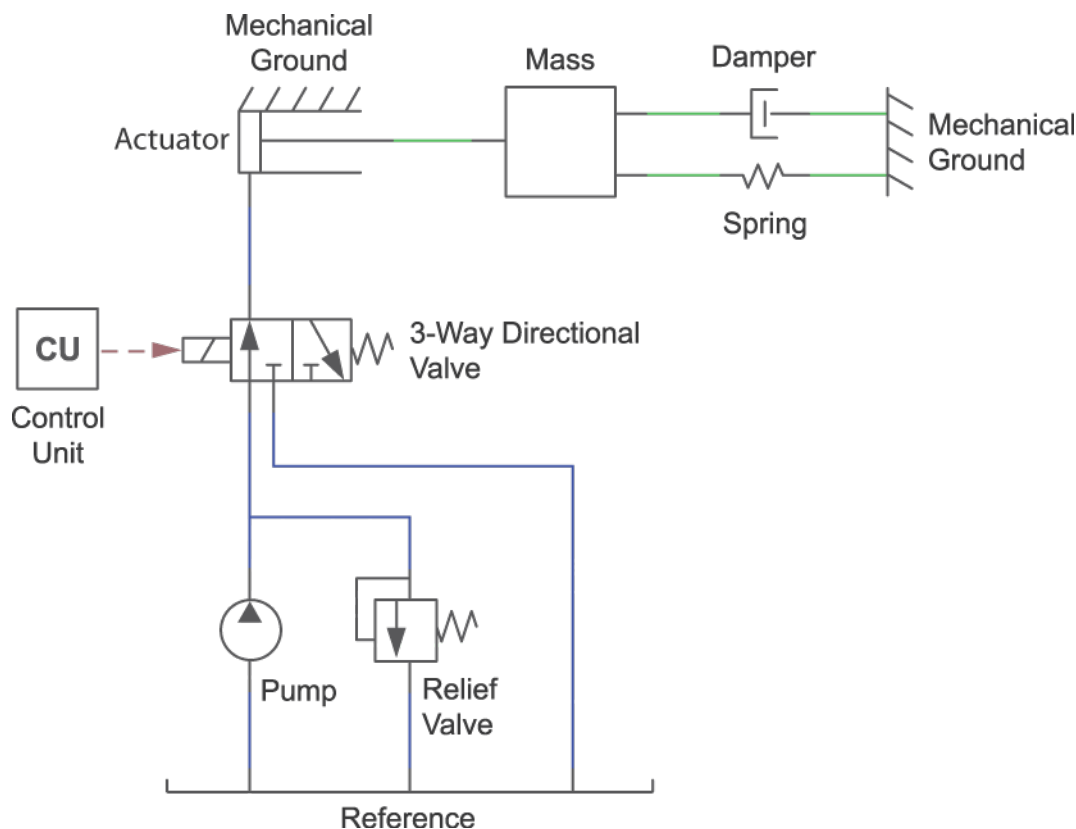 Mechanical
Ground
Mass
Damper
Actuator
Mechanical
Ground
Spring
CU
3-Way Directional
Valve
Control
Unit
Pump
Relief
Valve
Reference